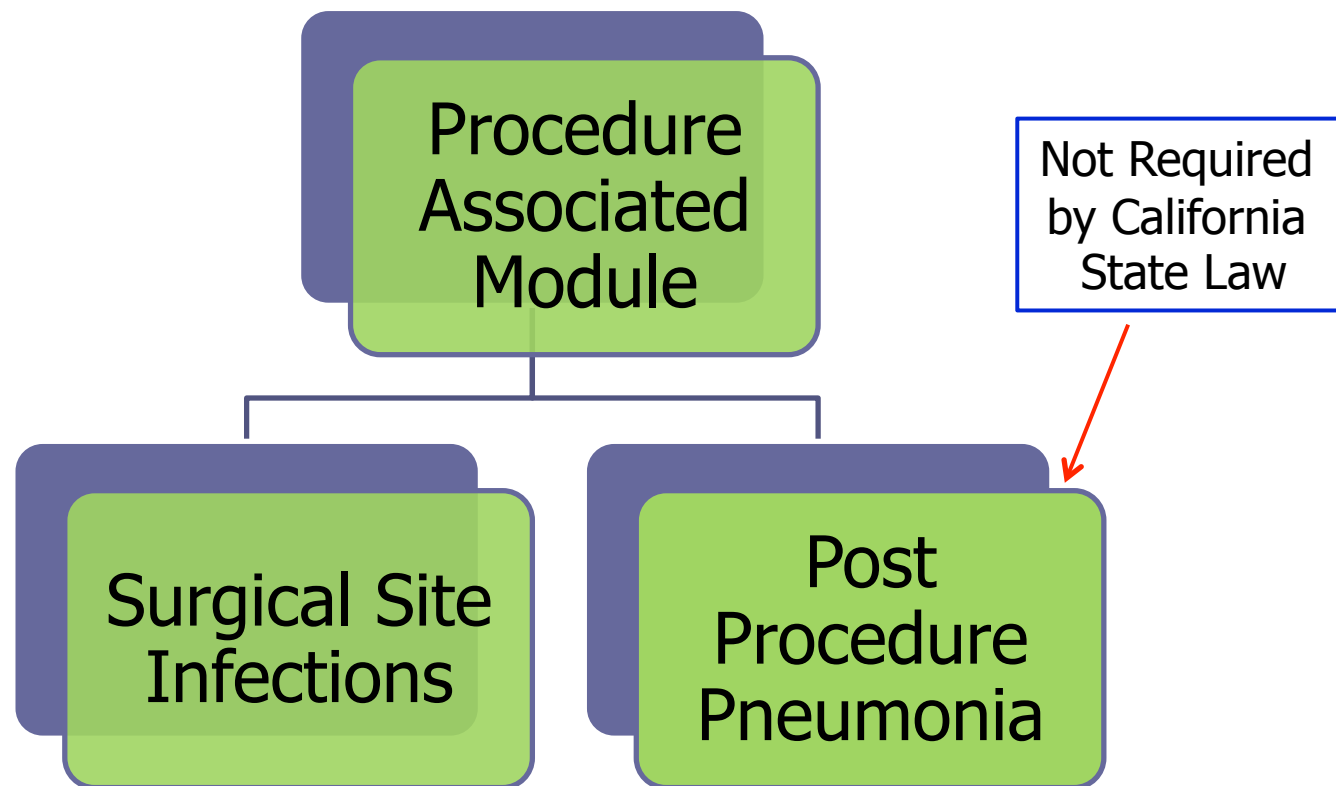 Procedure
Associated
Module
Not Required
by California
State Law
Surgical Site
Infections
Post
Procedure
Pneumonia